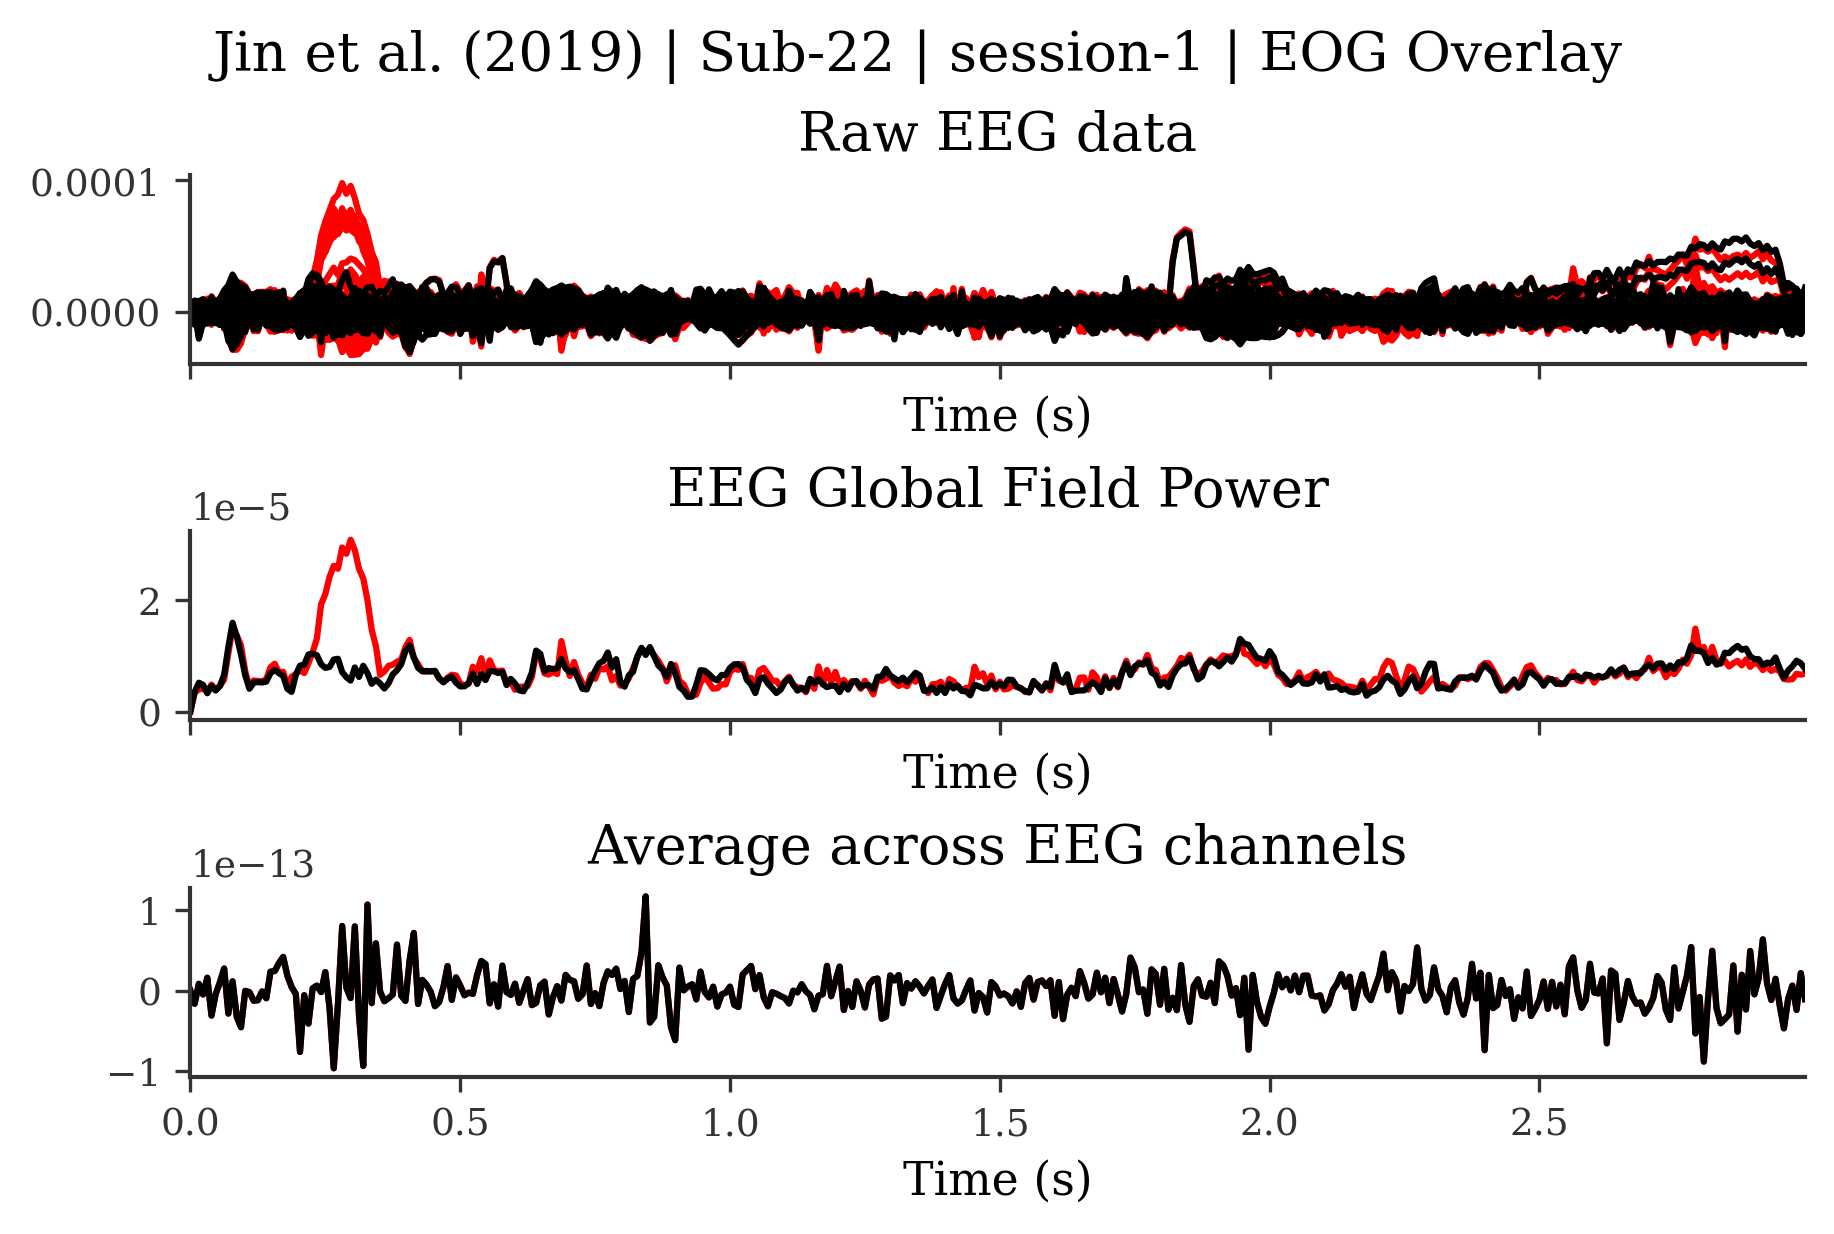 Jin et al. (2019) | Sub-22 | session-1 | EOG Overlay
Raw EEG data
0.0001
0.0000
Time (s)
EEG Global Field Power
1e−5
2
0
Time (s)
Average across EEG channels
1e−13
1
0
−1
0.0 0.5 1.0 1.5 2.0 2.5
Time (s)